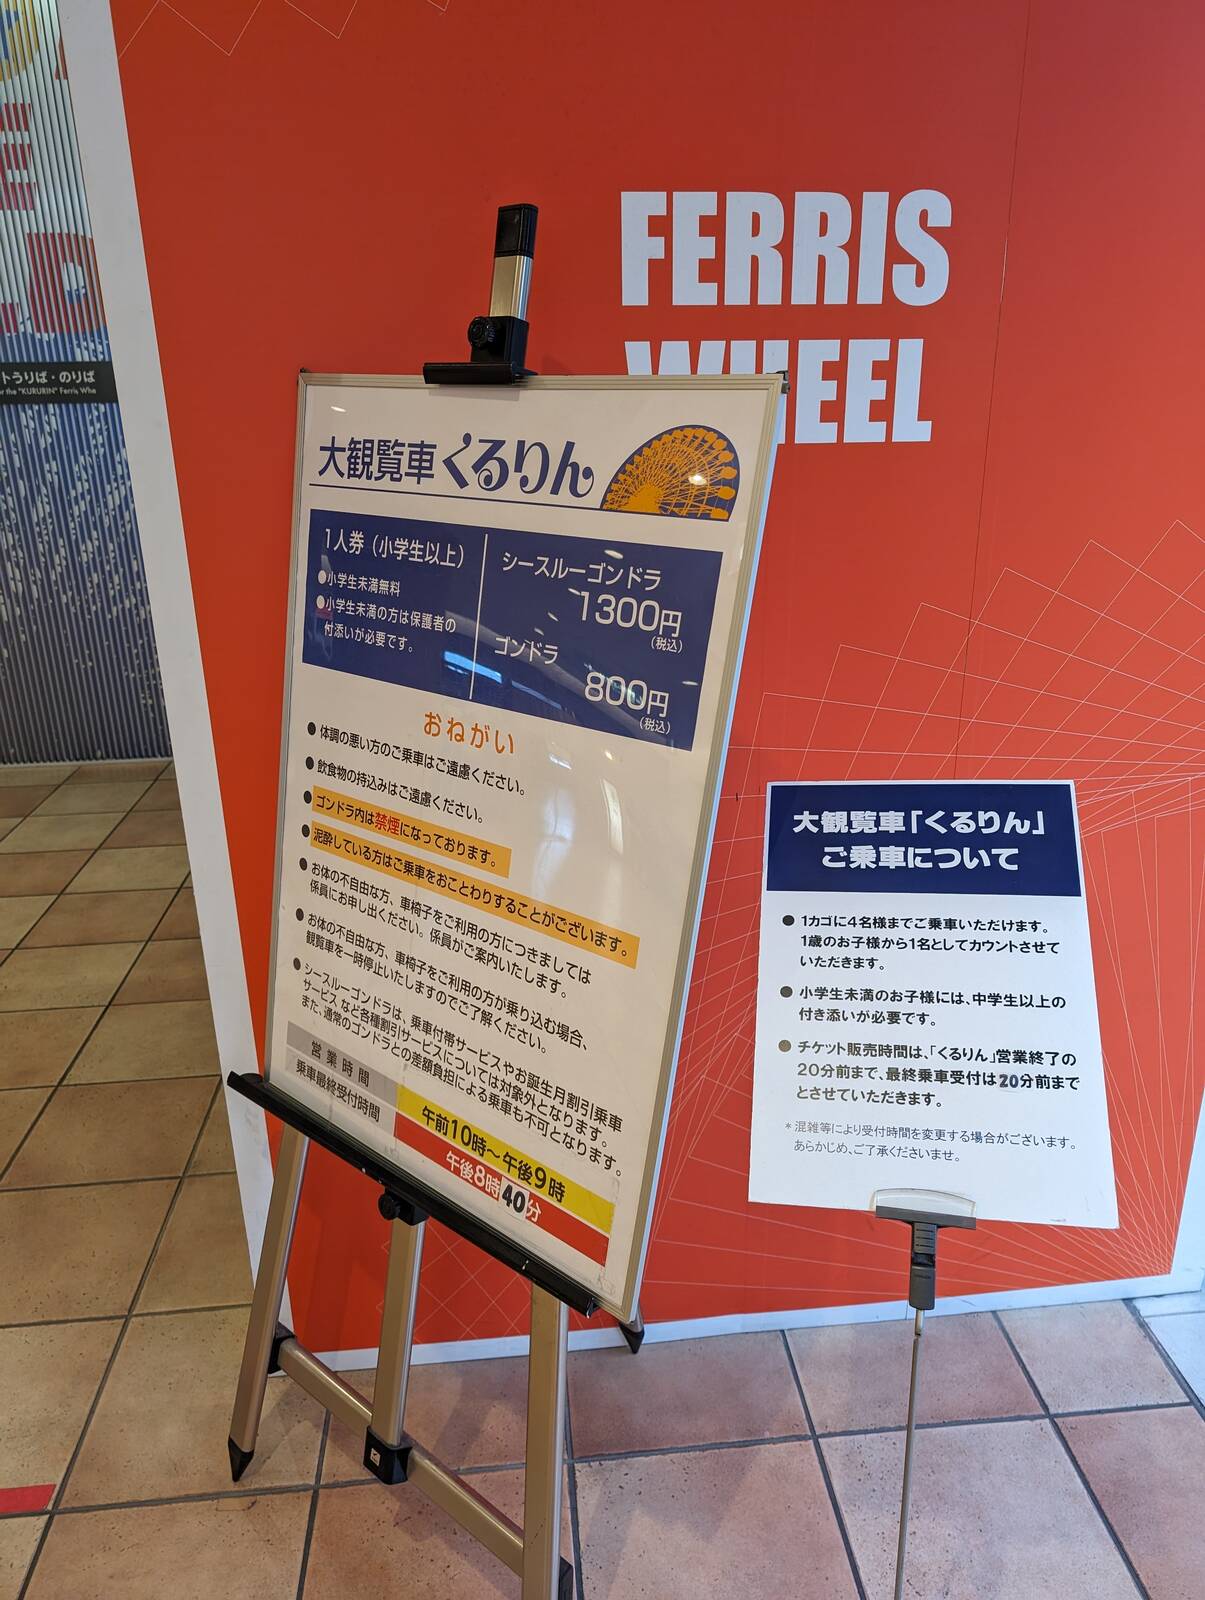 FERRIS
WHEEL
トうりば・のりば
or the "KURURIN" Ferris Whe
大観覧車 くるりん
1人券（小学生以上）
●小学生未満無料
●小学生未満の方は保護者の
付添いが必要です。
シースルーゴンドラ
1300円
(税込)
ゴンドラ
800円
(税込)
おねがい
● 体調の悪い方のご乗車はご遠慮ください。
● 飲食物の持込みはご遠慮ください。
● ゴンドラ内は禁煙になっております。
● 泥酔している方はご乗車をおことわりすることがございます。
● お体の不自由な方、車椅子をご利用の方につきましては
係員にお申し出ください。係員がご案内いたします。
● お体の不自由な方、車椅子をご利用の方が乗り込む場合、
観覧車を一時停止いたしますのでご了解ください。
● シースルーゴンドラは、乗車付帯サービスやお誕生月割引乗車
サービスなど各種割引サービスについては対象外となります。
また、通常のゴンドラとの差額負担による乗車も不可となります。
営業時間
午前10時〜午後9時
乗車最終受付時間
午後8時40分
大観覧車「くるりん」
ご乗車について
● 1カゴに4名様までご乗車いただけます。
1歳のお子様から1名としてカウントさせて
いただきます。
● 小学生未満のお子様には、中学生以上の
付き添いが必要です。
● チケット販売時間は、「くるりん」営業終了の
20分前まで、最終乗車受付は20分前まで
とさせていただきます。
＊混雑等により受付時間を変更する場合がございます。
あらかじめ、ご了承くださいませ。